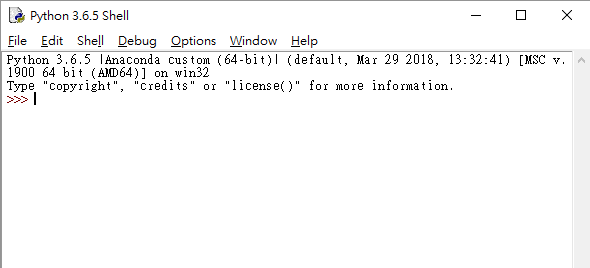 Python 3.6.5 Shell
File Edit Shell Debug Options Window Help
Python 3.6.5 |Anaconda custom (64-bit)| (default, Mar 29 2018, 13:32:41) [MSC v.
1900 64 bit (AMD64)] on win32
Type "copyright", "credits" or "license()" for more information.
>>>